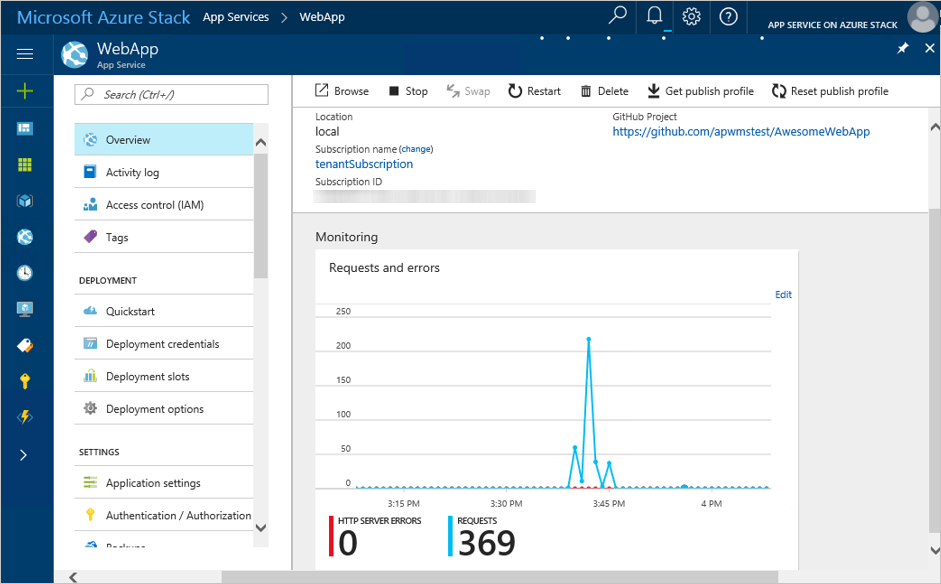 Microsoft Azure Stack App Services > WebApp
APP SERVICE ON AZURE STACK
WebApp
App Service
Search (Ctrl+/)
Overview
Activity log
Access control (IAM)
Tags
DEPLOYMENT
Quickstart
Deployment credentials
Deployment slots
Deployment options
SETTINGS
Application settings
Authentication / Authorization
Backups
Browse Stop Swap Restart Delete Get publish profile Reset publish profile
Location
local
Subscription name (change)
tenantSubscription
Subscription ID
GitHub Project
https://github.com/apwmstest/AwesomeWebApp
Monitoring
Requests and errors
Edit
250
200
150
100
50
0
3:15 PM 3:30 PM 3:45 PM 4 PM
HTTP SERVER ERRORS
0
REQUESTS
369